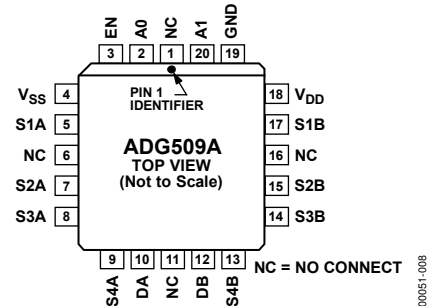 EN A0 NC A1 GND
3 2 1 20 19
VSS 4 PIN 1 IDENTIFIER 18 VDD
S1A 5 17 S1B
NC 6 ADG509A 16 NC
TOP VIEW
S2A 7 (Not to Scale) 15 S2B
S3A 8 14 S3B
9 10 11 12 13
S4A DA NC DB S4B
NC = NO CONNECT
00051-008